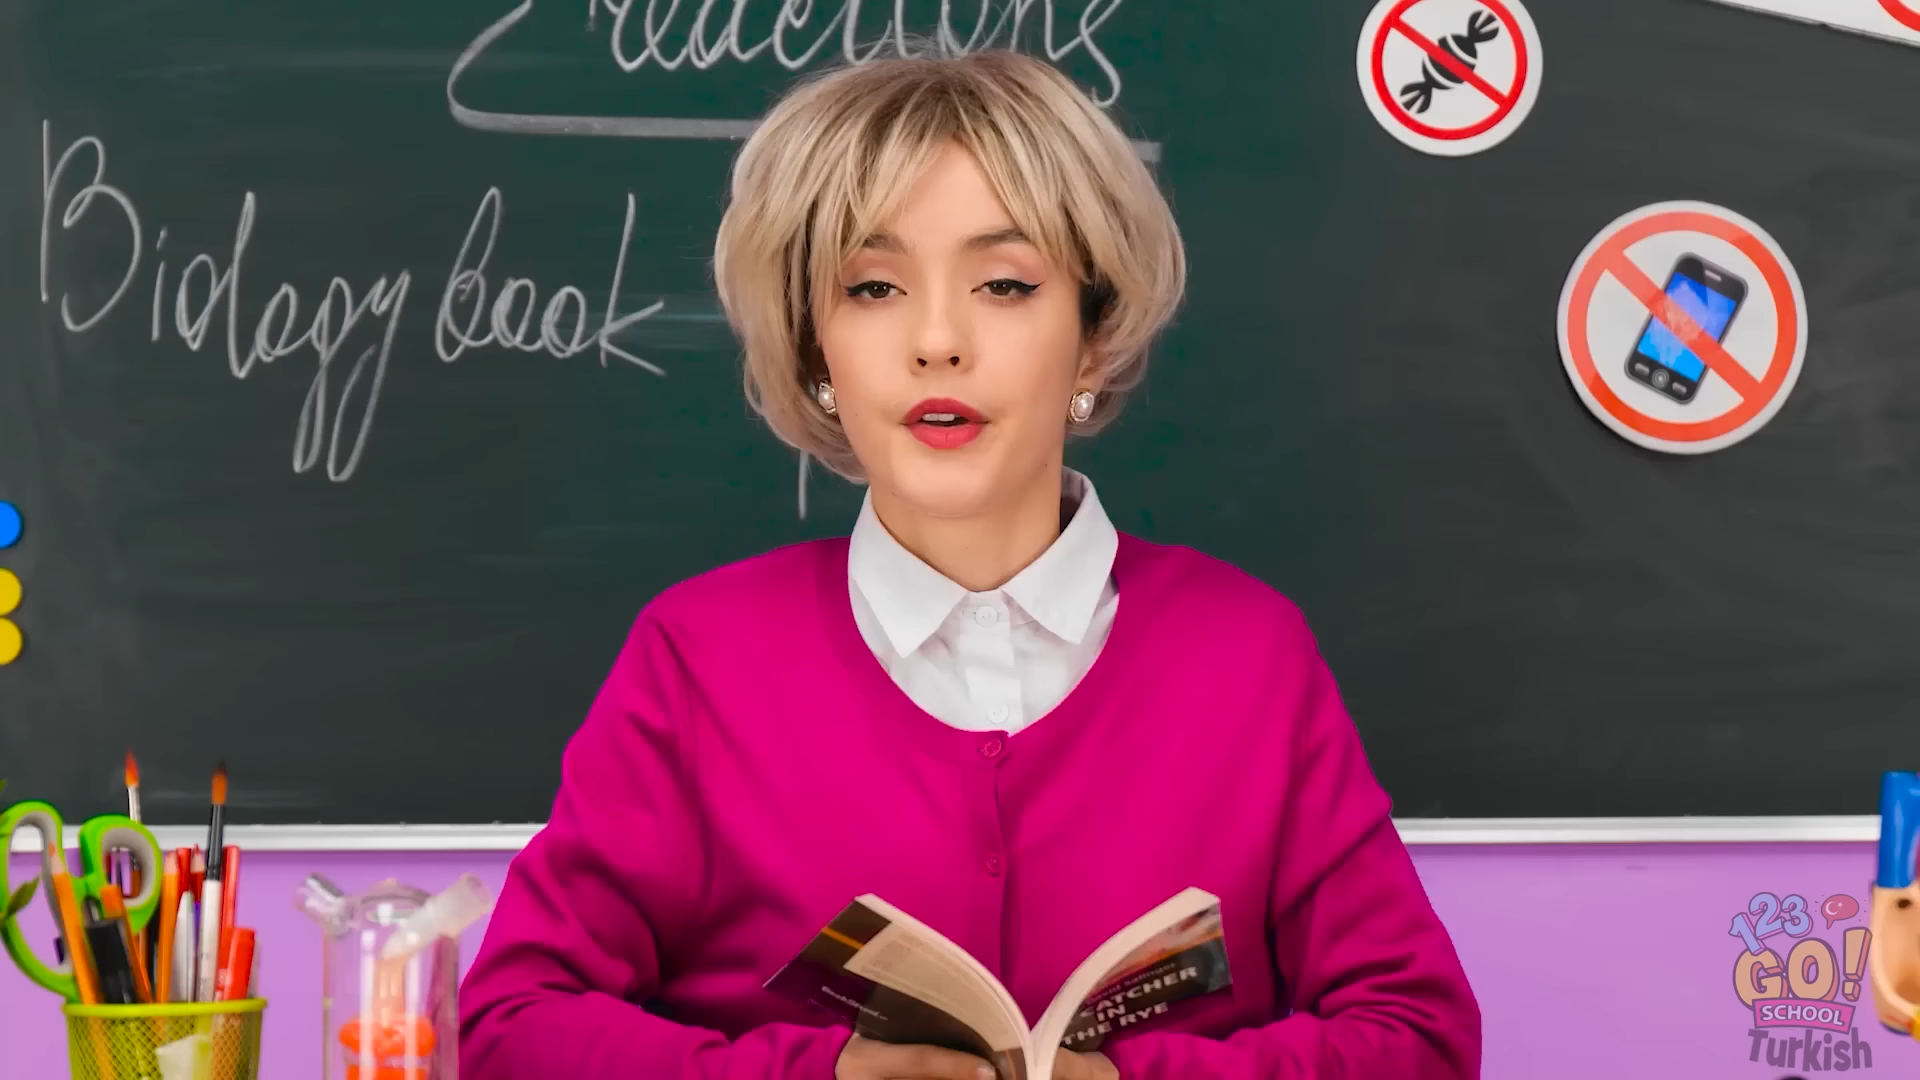 reactions
Biology book
CATCHER
IN
THE RYE
123
GO!
SCHOOL
Turkish